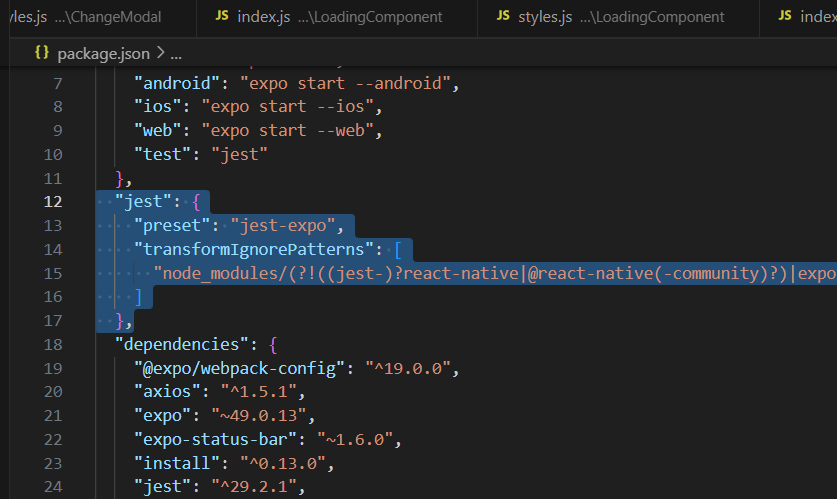 yles.js ...\ChangeModal JS index.js ...\LoadingComponent JS styles.js ...\LoadingComponent JS index
{} package.json > ...
7 "android": "expo start --android",
8 "ios": "expo start --ios",
9 "web": "expo start --web",
10 "test": "jest"
11 },
12 "jest": {
13 "preset": "jest-expo",
14 "transformIgnorePatterns": [
15 "node_modules/(?!((jest-)?react-native|@react-native(-community)?)|expo
16 ]
17 },
18 "dependencies": {
19 "@expo/webpack-config": "^19.0.0",
20 "axios": "^1.5.1",
21 "expo": "~49.0.13",
22 "expo-status-bar": "~1.6.0",
23 "install": "^0.13.0",
24 "jest": "^29.2.1",